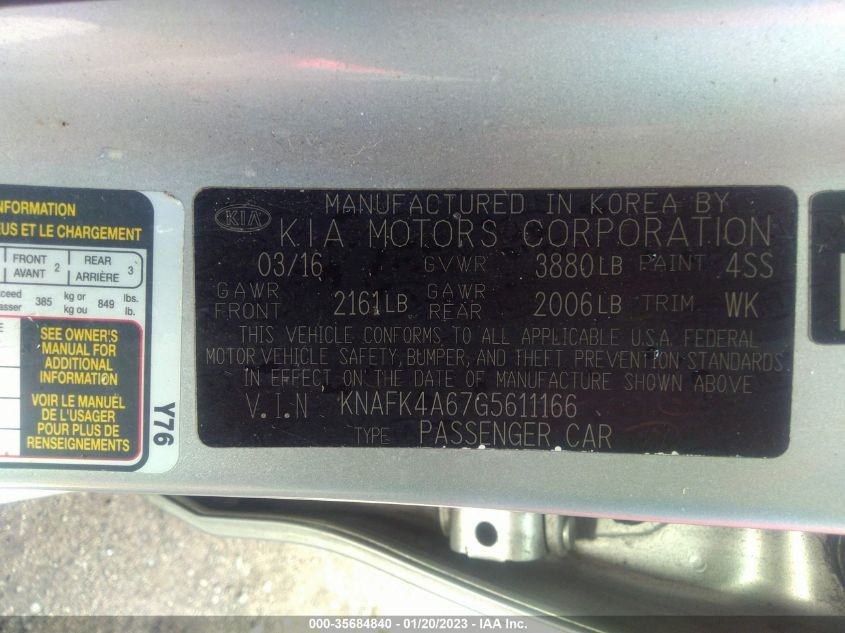 INFORMATION
EUS ET LE CHARGEMENT
FRONT
AVANT 2
REAR
ARRIÈRE 3
385 kg or
kg ou 849 lbs.
lb.
SEE OWNER'S
MANUAL FOR
ADDITIONAL
INFORMATION
VOIR LE MANUEL
DE L'USAGER
POUR PLUS DE
RENSEIGNEMENTS
Y76
KIA
MANUFACTURED IN KOREA BY
KIA MOTORS CORPORATION
03/16 GVWR 3880LB PAINT 4SS
GAWR FRONT 2161LB GAWR REAR 2006LB TRIM WK
THIS VEHICLE CONFORMS TO ALL APPLICABLE U.S.A. FEDERAL
MOTOR VEHICLE SAFETY, BUMPER, AND THEFT PREVENTION STANDARDS
IN EFFECT ON THE DATE OF MANUFACTURE SHOWN ABOVE
V.I.N KNAFK4A67G5611166
TYPE PASSENGER CAR
000-35684840 - 01/20/2023 - IAA Inc.